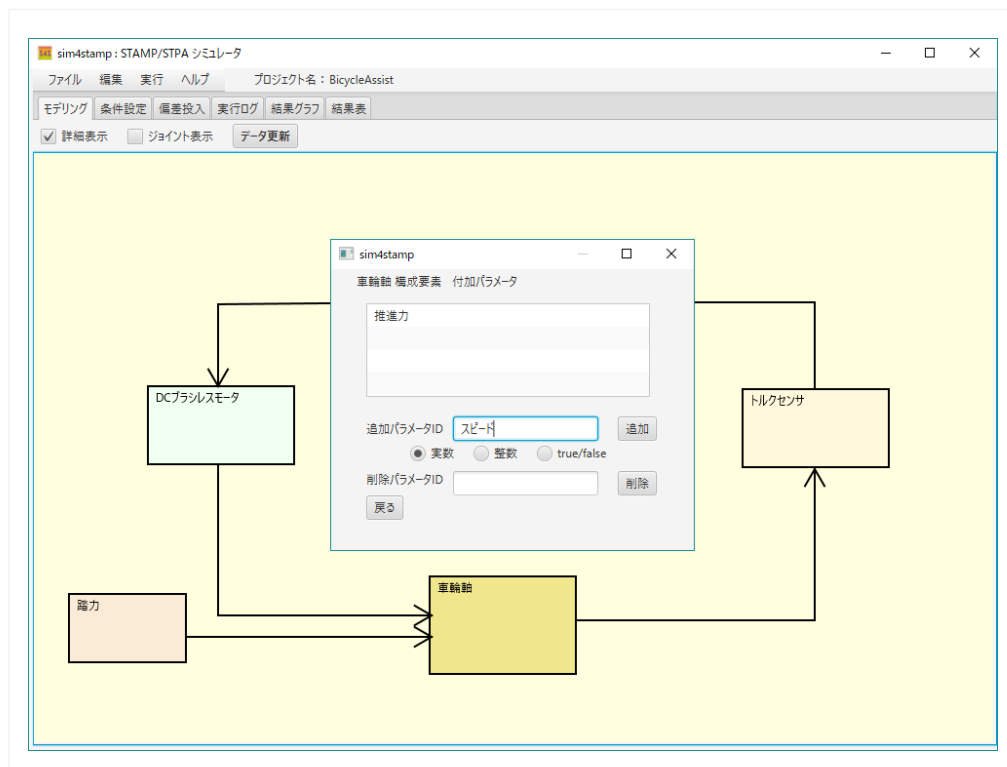 SAS sim4stamp : STAMP/STPA シミュレータ
ファイル 編集 実行 ヘルプ プロジェクト名：BicycleAssist
モデリング 条件設定 偏差投入 実行ログ 結果グラフ 結果表
詳細表示 ジョイント表示 データ更新
sim4stamp
車輪軸 構成要素 付加パラメータ
推進力
DCブラシレスモータ
トルクセンサ
追加パラメータID スピード 追加
実数 整数 true/false
削除パラメータID 削除
戻る
車輪軸
踏力